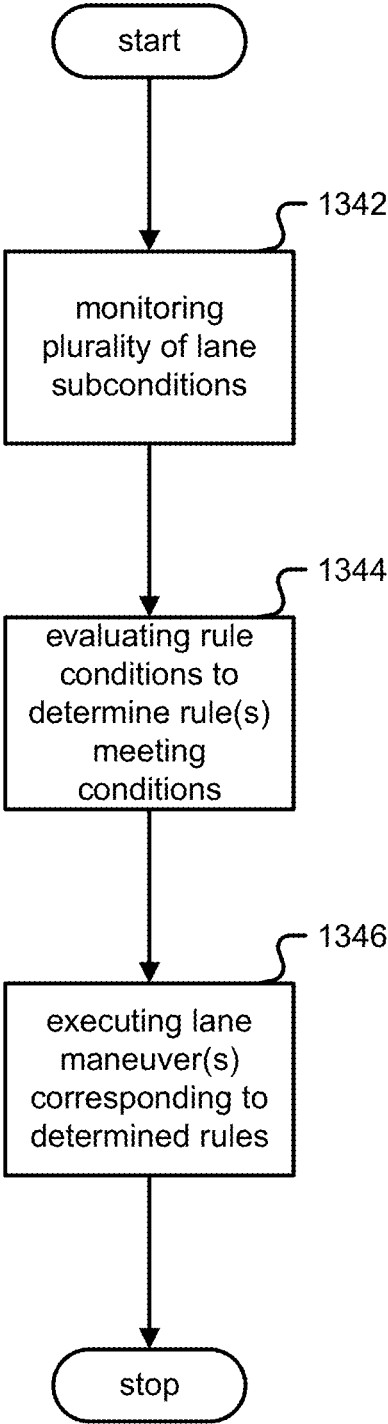 start
1342
monitoring
plurality of lane
subconditions
1344
evaluating rule
conditions to
determine rule(s)
meeting
conditions
1346
executing lane
maneuver(s)
corresponding to
determined rules
stop